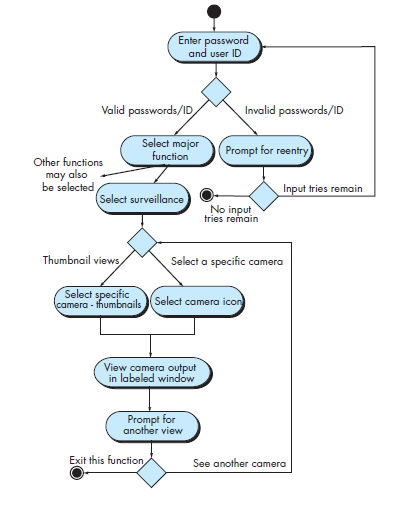 Enter password
and user ID
Valid passwords/ID
Invalid passwords/ID
Select major
function
Prompt for reentry
Other functions
may also
be selected
Input tries remain
Select surveillance
No input
tries remain
Thumbnail views
Select a specific camera
Select specific
camera - thumbnails
Select camera icon
View camera output
in labeled window
Prompt for
another view
Exit this function
See another camera